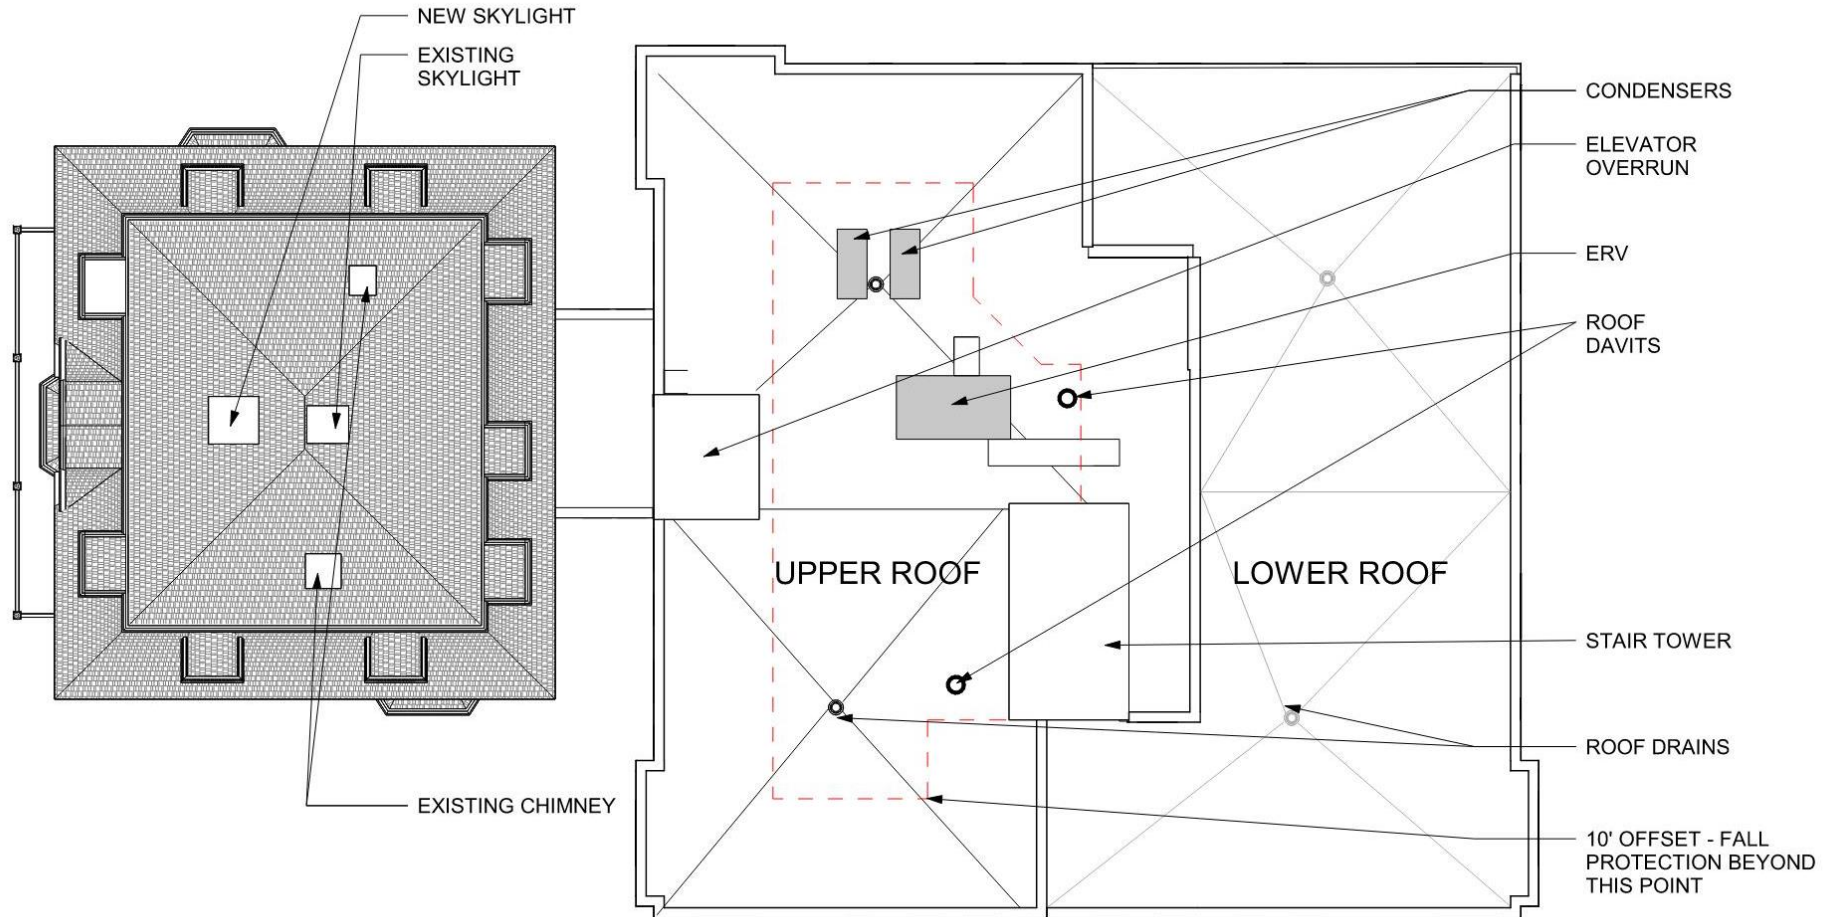 NEW SKYLIGHT
EXISTING
SKYLIGHT
CONDENSERS
ELEVATOR
OVERRUN
ERV
ROOF
DAVITS
UPPER ROOF
LOWER ROOF
STAIR TOWER
ROOF DRAINS
EXISTING CHIMNEY
10' OFFSET - FALL
PROTECTION BEYOND
THIS POINT